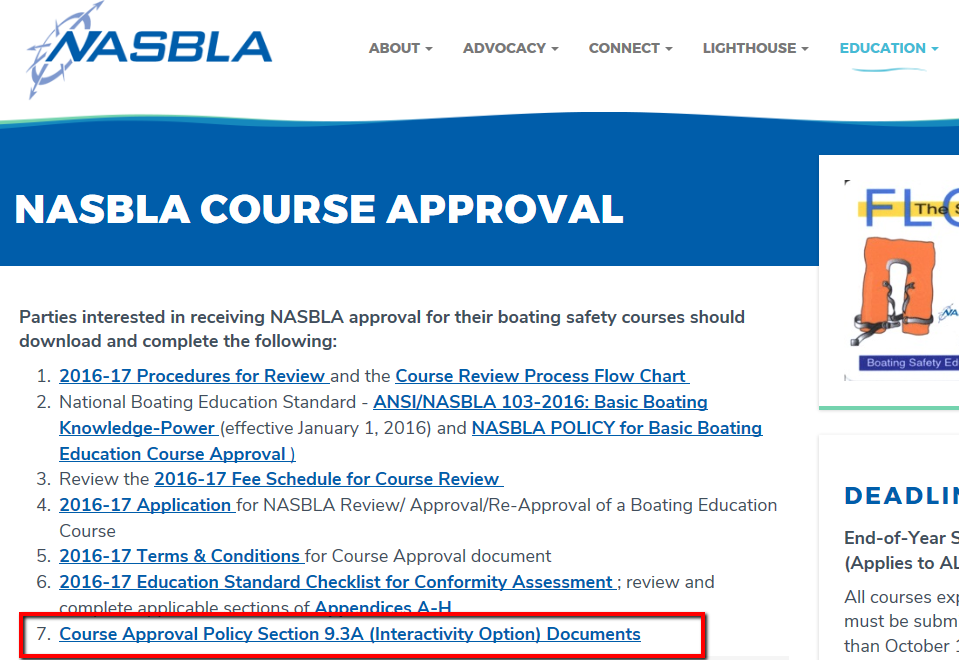 NASBLA
ABOUT
ADVOCACY
CONNECT
LIGHTHOUSE
EDUCATION
NASBLA COURSE APPROVAL
The
Boating Safety Ed
Parties interested in receiving NASBLA approval for their boating safety courses should
download and complete the following:
1. 2016-17 Procedures for Review and the Course Review Process Flow Chart
2. National Boating Education Standard - ANSI/NASBLA 103-2016: Basic Boating
Knowledge-Power (effective January 1, 2016) and NASBLA POLICY for Basic Boating
Education Course Approval )
3. Review the 2016-17 Fee Schedule for Course Review
4. 2016-17 Application for NASBLA Review/ Approval/Re-Approval of a Boating Education
Course
5. 2016-17 Terms & Conditions for Course Approval document
6. 2016-17 Education Standard Checklist for Conformity Assessment ; review and
complete applicable sections of Appendices A-H
7. Course Approval Policy Section 9.3A (Interactivity Option) Documents
DEADLIN
End-of-Year S
(Applies to AL
All courses exp
must be subm
than October 1